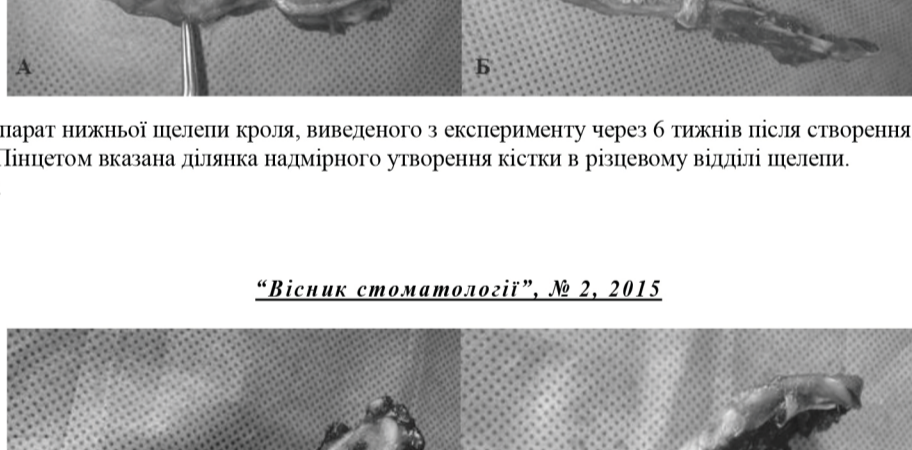 А
Б
парат нижньої щелепи кроля, виведеного з експерименту через 6 тижнів після створення
Пінцетом вказана ділянка надмірного утворення кістки в різцевому відділі щелепи.
“Вісник стоматології”, № 2, 2015